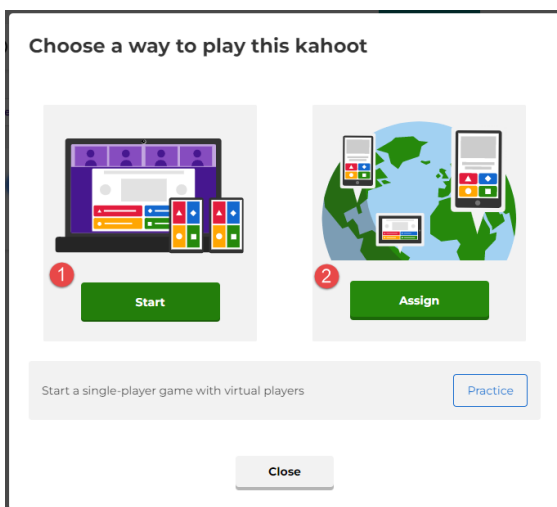 Choose a way to play this kahoot
1
Start
2
Assign
Start a single-player game with virtual players
Practice
Close